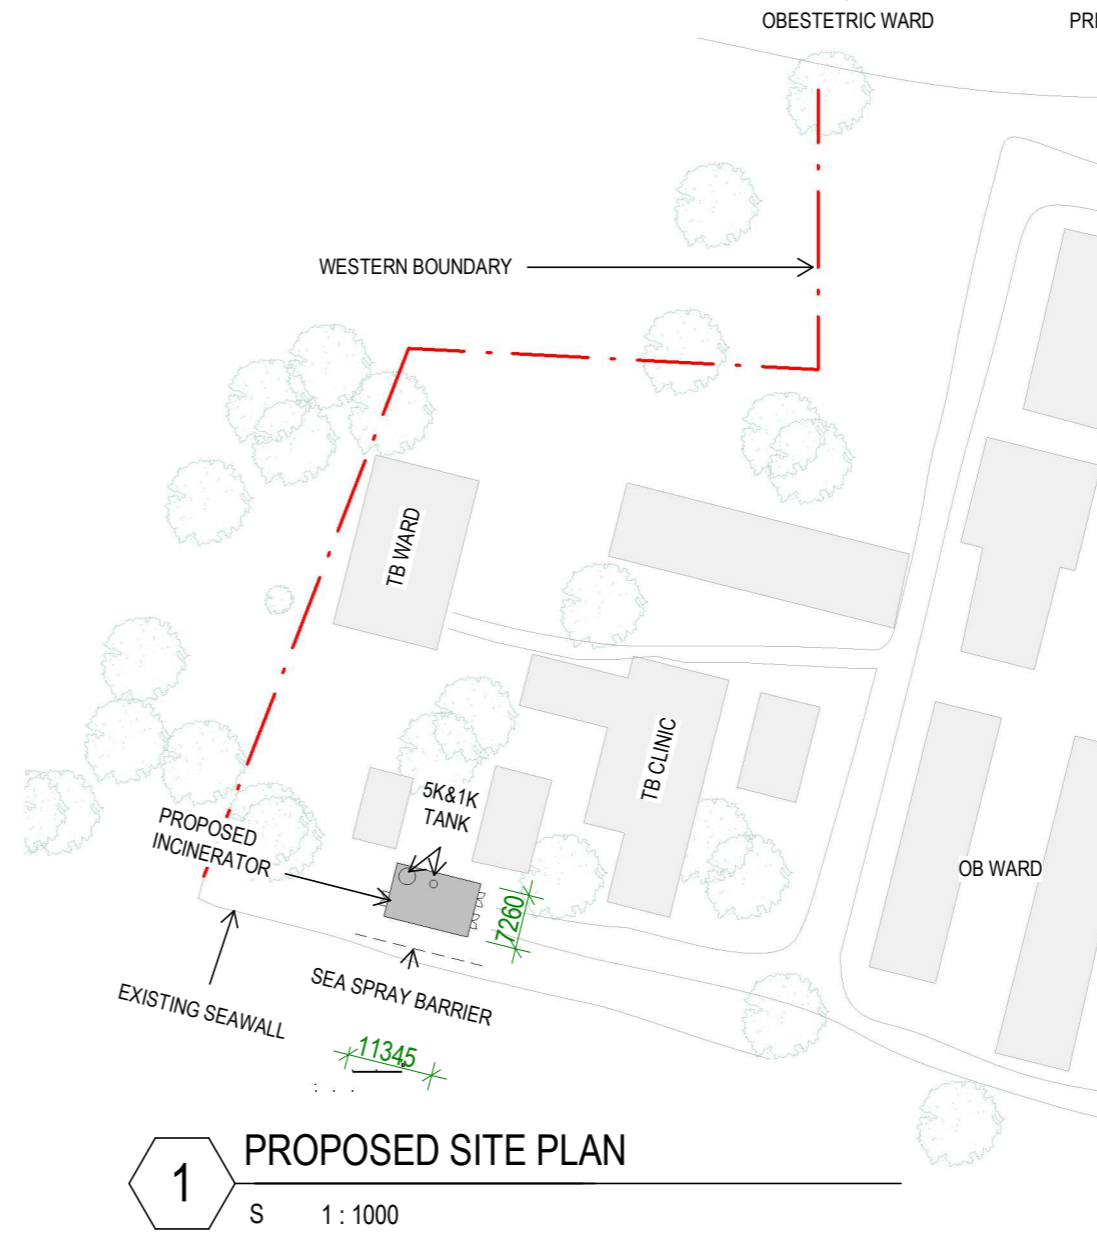 OBESTETRIC WARD
PRI
WESTERN BOUNDARY
TB WARD
TB CLINIC
5K&1K
TANK
PROPOSED
INCINERATOR
OB WARD
7260
SEA SPRAY BARRIER
EXISTING SEAWALL
11345
1
PROPOSED SITE PLAN
S 1 : 1000